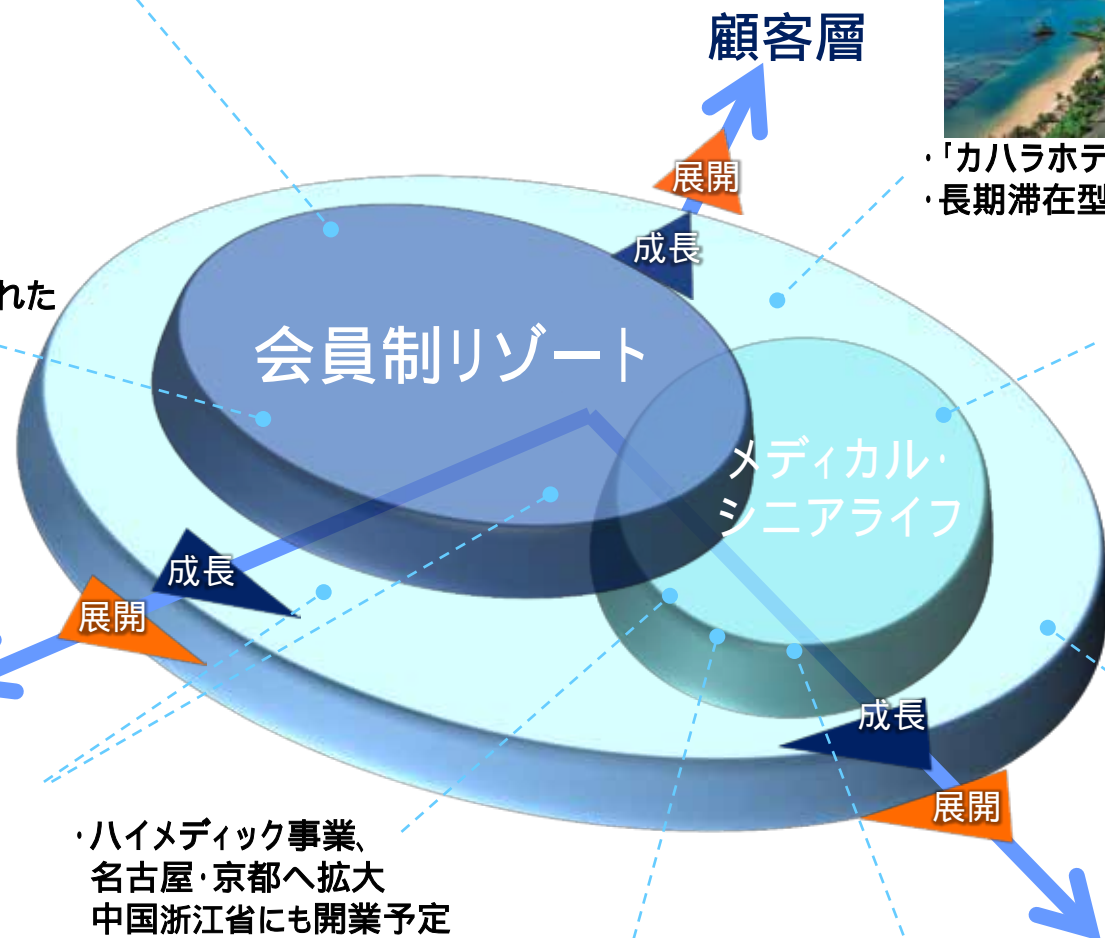 顧客層
展開
・「カハラホテ
・長期滞在型
成長
れた
会員制リゾート
メディカル・
シニアライフ
成長
展開
成長
展開
・ハイメディック事業、
名古屋・京都へ拡大
中国浙江省にも開業予定